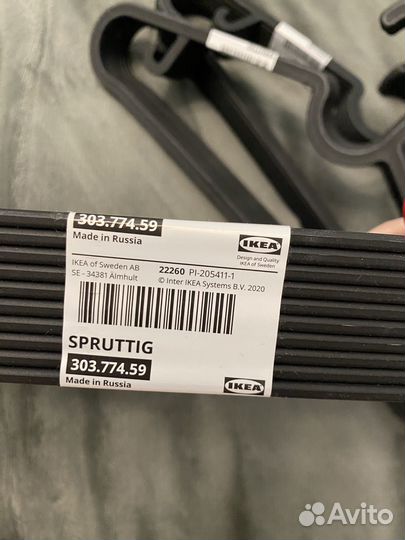 303.774.59
Made in Russia
IKEA
Design and Quality
IKEA of Sweden
IKEA of Sweden AB
SE - 34381 Älmhult
22260 PI-205411-1
© Inter IKEA Systems B.V. 2020
SPRUTTIG
303.774.59
Made in Russia
IKEA
Avito